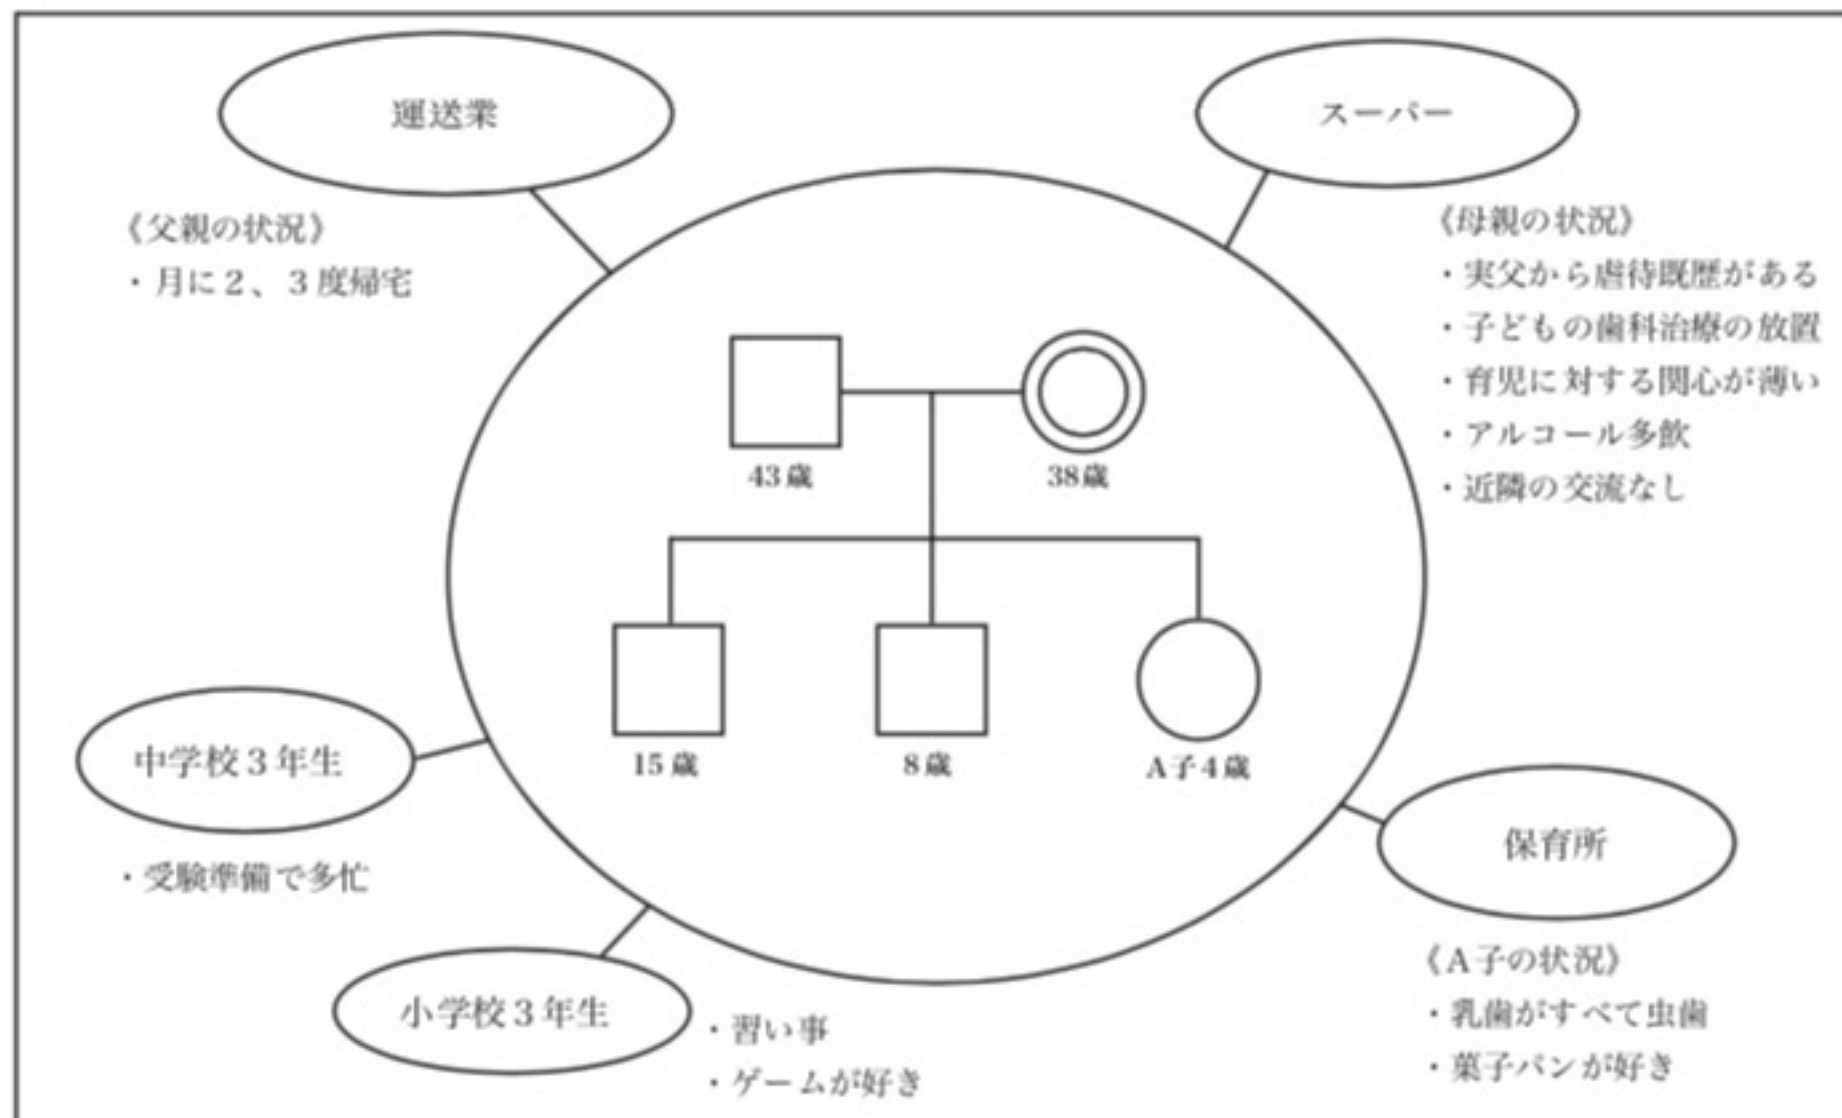 運送業
スーパー
《父親の状況》
・月に2、3度帰宅
《母親の状況》
・実父から虐待既歴がある
・子どもの歯科治療の放置
・育児に対する関心が薄い
・アルコール多飲
・近隣の交流なし
43歳
38歳
15歳
8歳
A子4歳
中学校3年生
・受験準備で多忙
保育所
《A子の状況》
・乳歯がすべて虫歯
・菓子パンが好き
小学校3年生
・習い事
・ゲームが好き